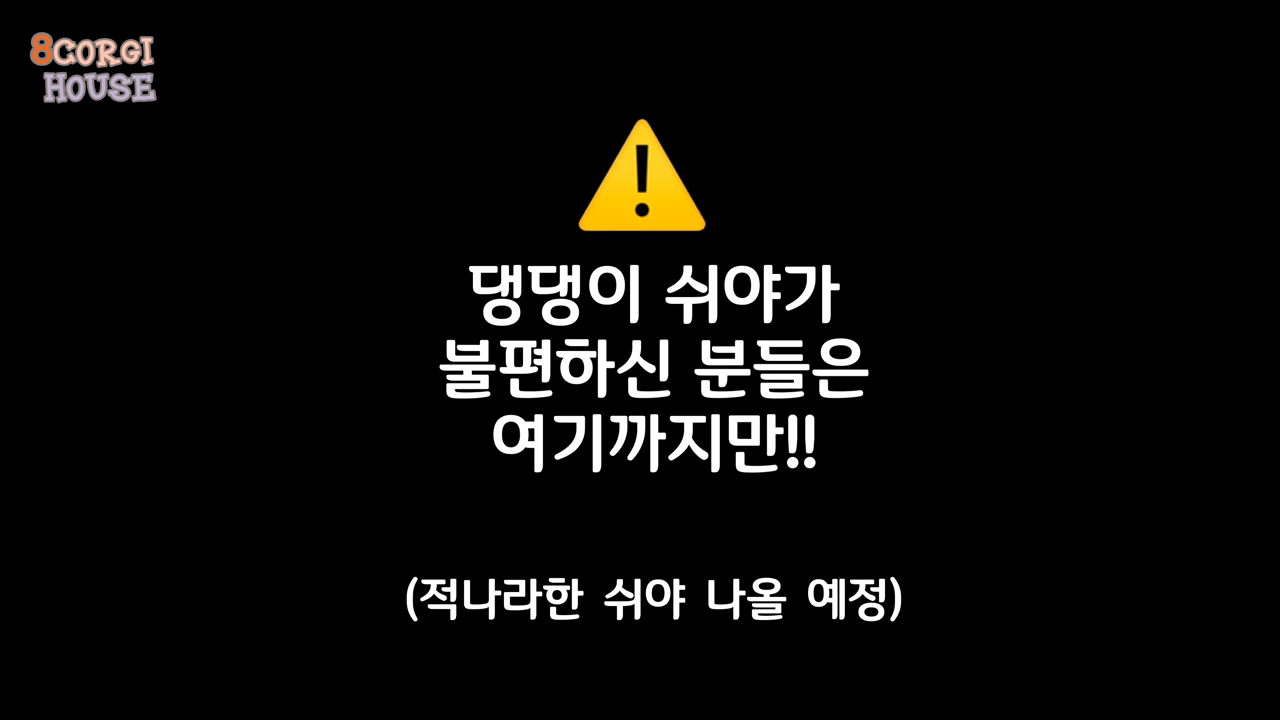 8CORGI
HOUSE
댕댕이 쉬야가
불편하신 분들은
여기까지만!!
(적나라한 쉬야 나올 예정)